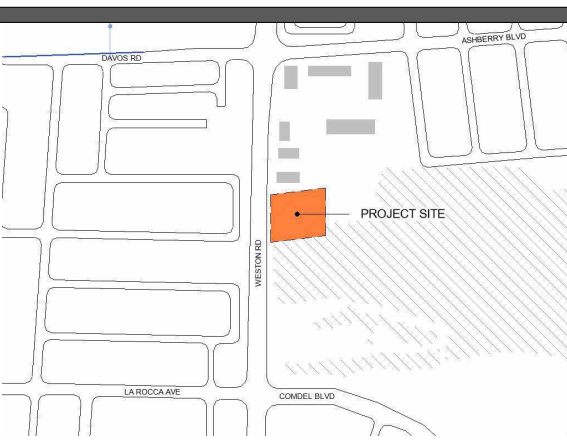 ASHBERRY BLVD
DAVOS RD
PROJECT SITE
WESTON RD
LA ROCCA AVE
COMDEL BLVD